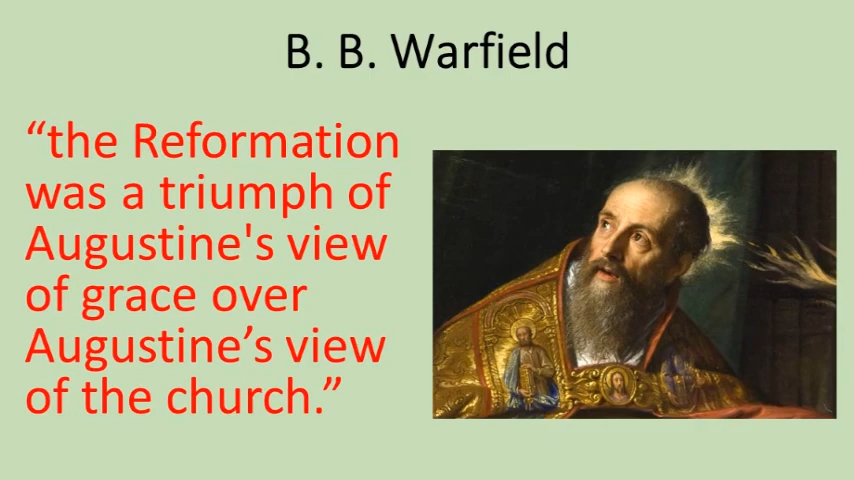 B. B. Warfield
“the Reformation
was a triumph of
Augustine's view
of grace over
Augustine’s view
of the church.”